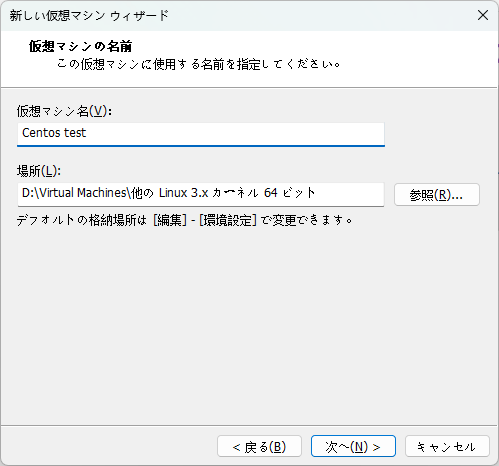 新しい仮想マシン ウィザード
仮想マシンの名前
この仮想マシンに使用する名前を指定してください。
仮想マシン名(V):
Centos test
場所(L):
D:\Virtual Machines\他の Linux 3.x カーネル 64 ビット
参照(R)...
デフォルトの格納場所は [編集] - [環境設定] で変更できます。
< 戻る(B)
次へ(N) >
キャンセル